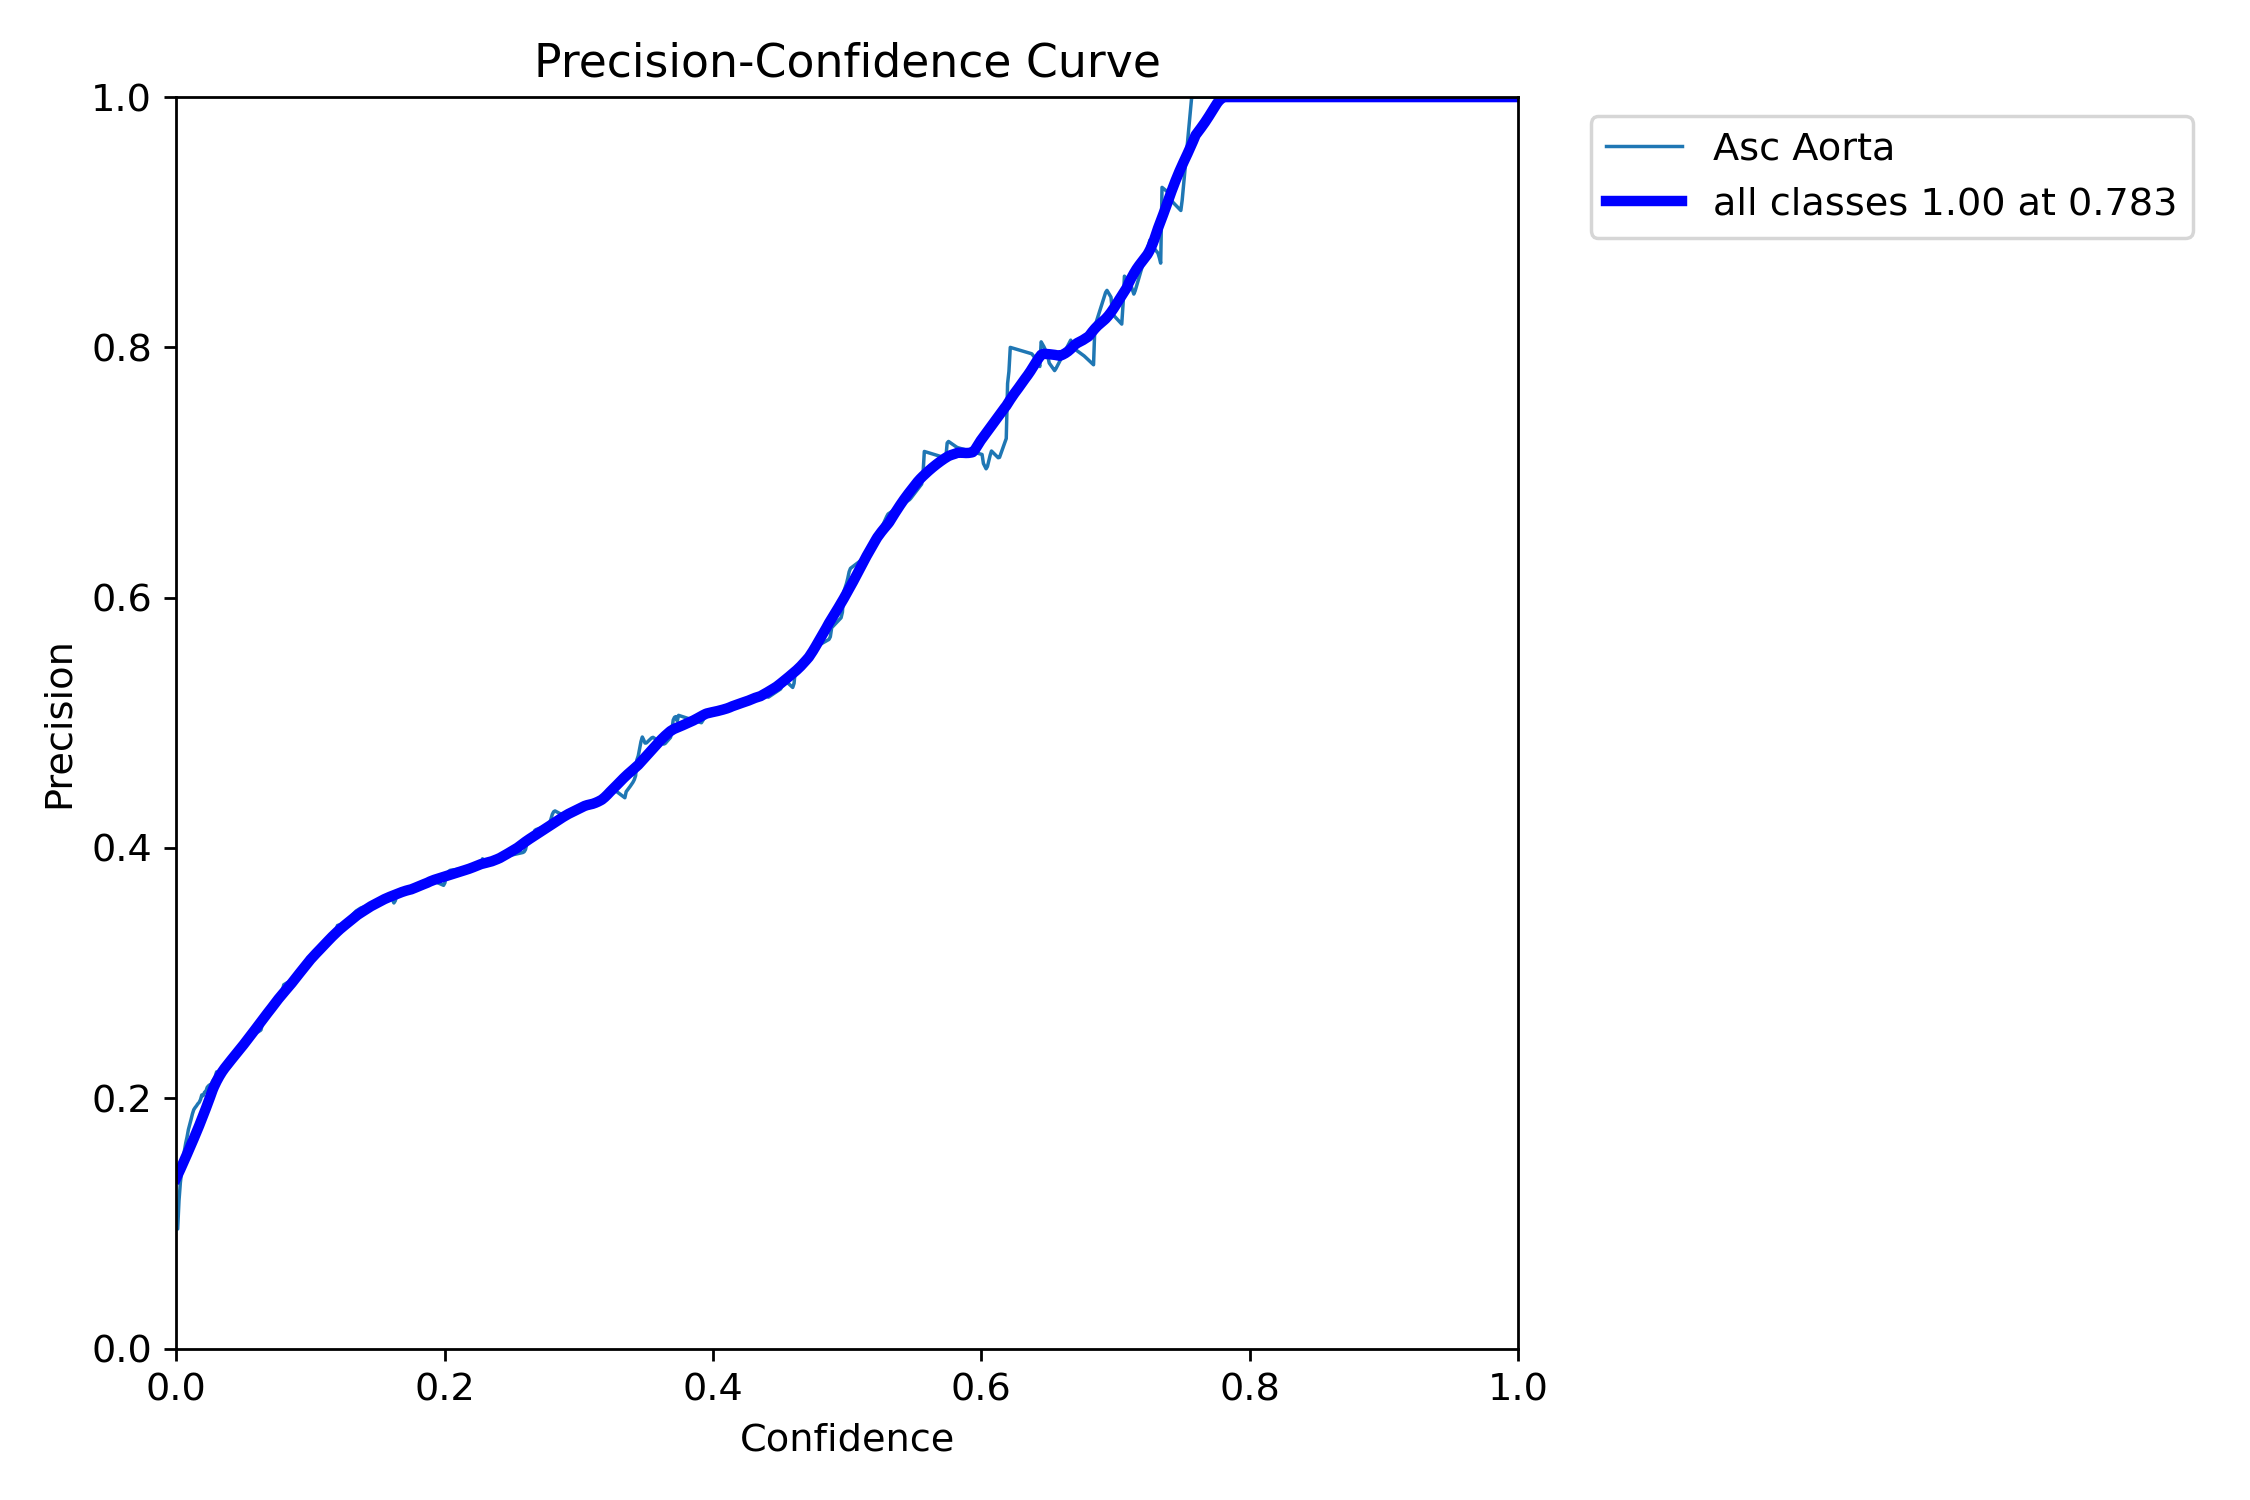 Precision-Confidence Curve
1.0
0.8
0.6
0.4
0.2
0.0
Precision
0.0 0.2 0.4 0.6 0.8 1.0
Confidence
Asc Aorta
all classes 1.00 at 0.783